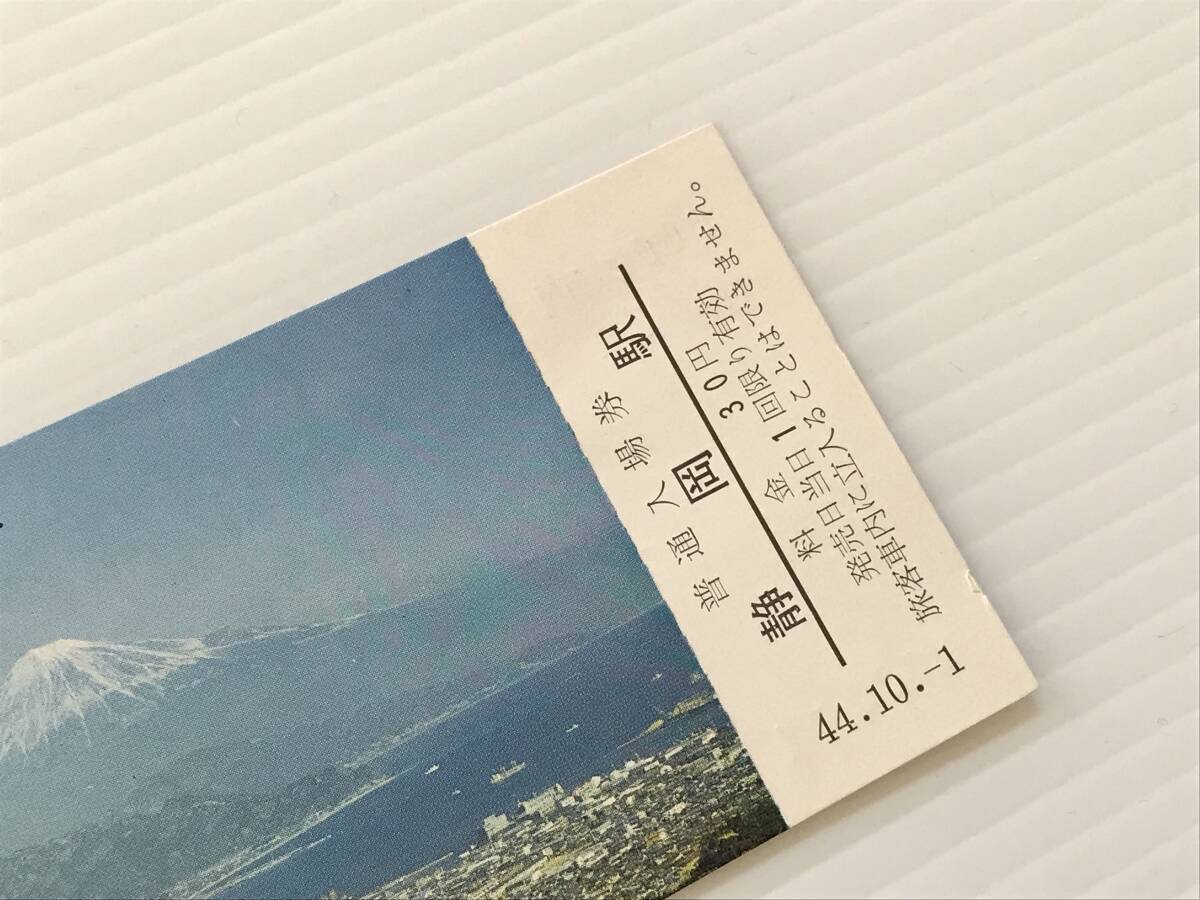 普通入場券
静岡駅
料金 30円
発売日当日1回限り有効
旅客車内に立入ることはできません。
44.10.-1